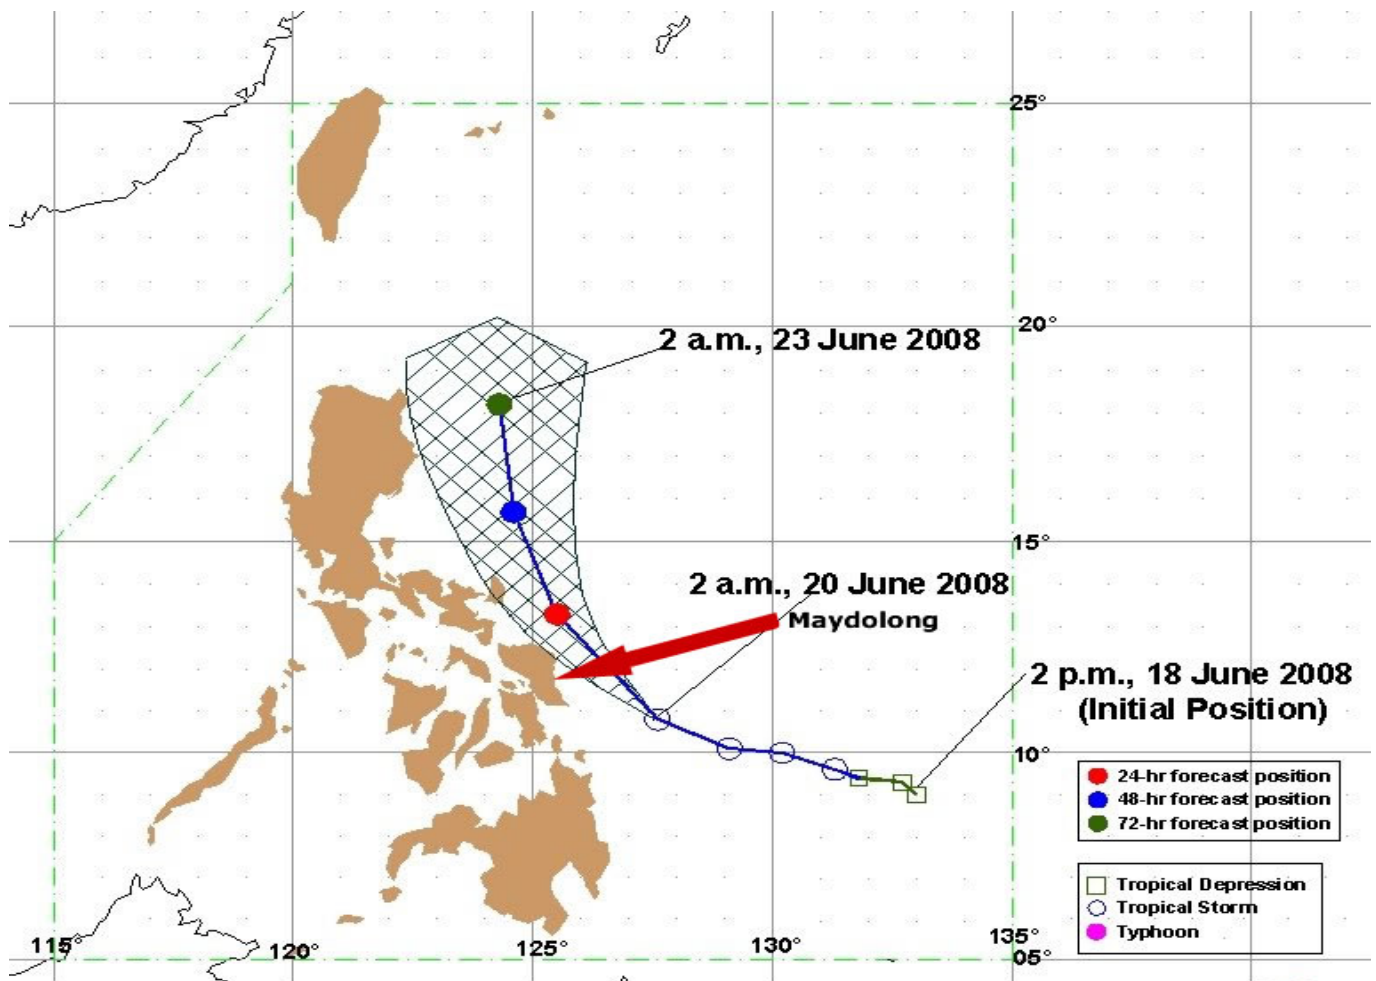 25°
20°
2 a.m., 23 June 2008
15°
2 a.m., 20 June 2008
Maydolong
2 p.m., 18 June 2008
(Initial Position)
10°
24-hr forecast position
48-hr forecast position
72-hr forecast position
Tropical Depression
Tropical Storm
Typhoon
115°
120°
125°
130°
135°
05°